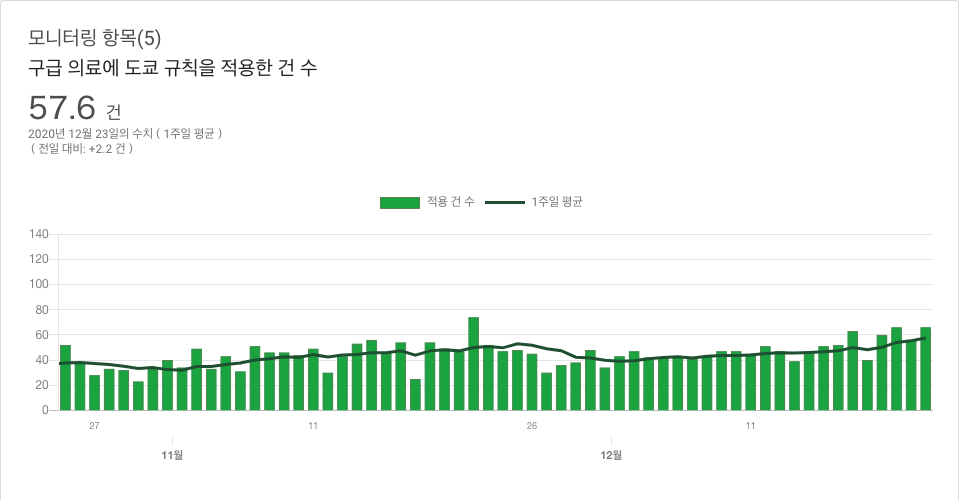 모니터링 항목(5)
구급 의료에 도쿄 규칙을 적용한 건 수
57.6 건
2020년 12월 23일의 수치 ( 1주일 평균 )
( 전일 대비: +2.2 건 )
적용 건 수 1주일 평균
140
120
100
80
60
40
20
0
27 11 26 11
11월 12월